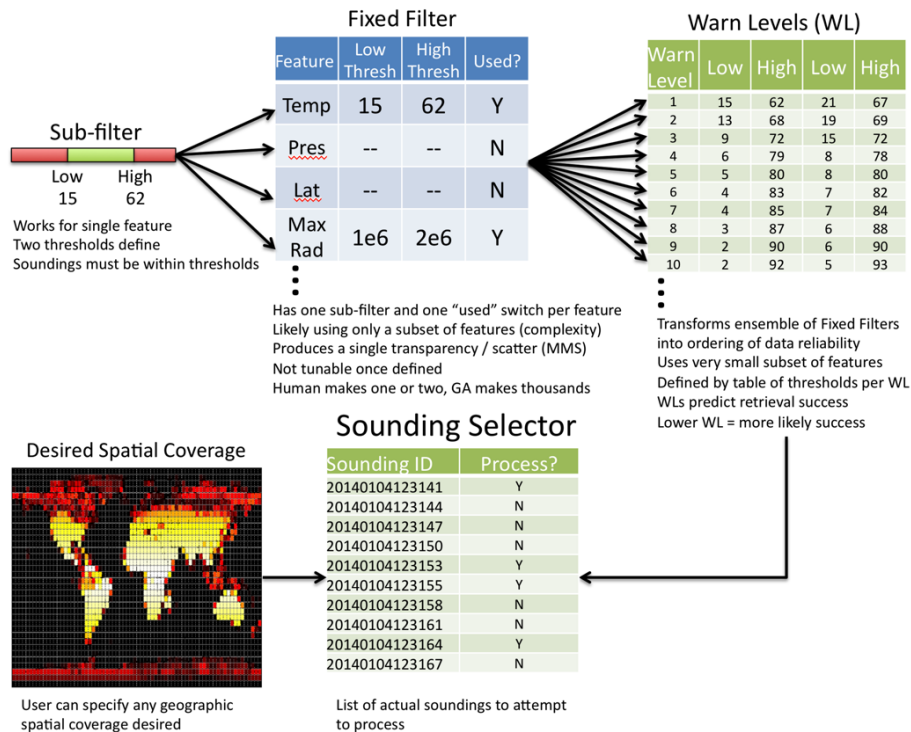 Sub-filter
Low High
15 62
Works for single feature
Two thresholds define
Soundings must be within thresholds
Fixed Filter
Feature Low Thresh High Thresh Used?
Temp 15 62 Y
Pres -- -- N
Lat -- -- N
Max Rad 1e6 2e6 Y
Has one sub-filter and one “used” switch per feature
Likely using only a subset of features (complexity)
Produces a single transparency / scatter (MMS)
Not tunable once defined
Human makes one or two, GA makes thousands
Warn Levels (WL)
Warn Level Low High Low High
1 15 62 21 67
2 13 68 19 69
3 9 72 15 72
4 6 79 8 78
5 5 80 8 80
6 4 83 7 82
7 4 85 7 84
8 3 87 6 88
9 2 90 6 90
10 2 92 5 93
Transforms ensemble of Fixed Filters
into ordering of data reliability
Uses very small subset of features
Defined by table of thresholds per WL
WLs predict retrieval success
Lower WL = more likely success
Desired Spatial Coverage
User can specify any geographic
spatial coverage desired
Sounding Selector
Sounding ID Process?
20140104123141 Y
20140104123144 N
20140104123147 N
20140104123150 N
20140104123153 Y
20140104123155 Y
20140104123158 N
20140104123161 N
20140104123164 Y
20140104123167 N
List of actual soundings to attempt
to process